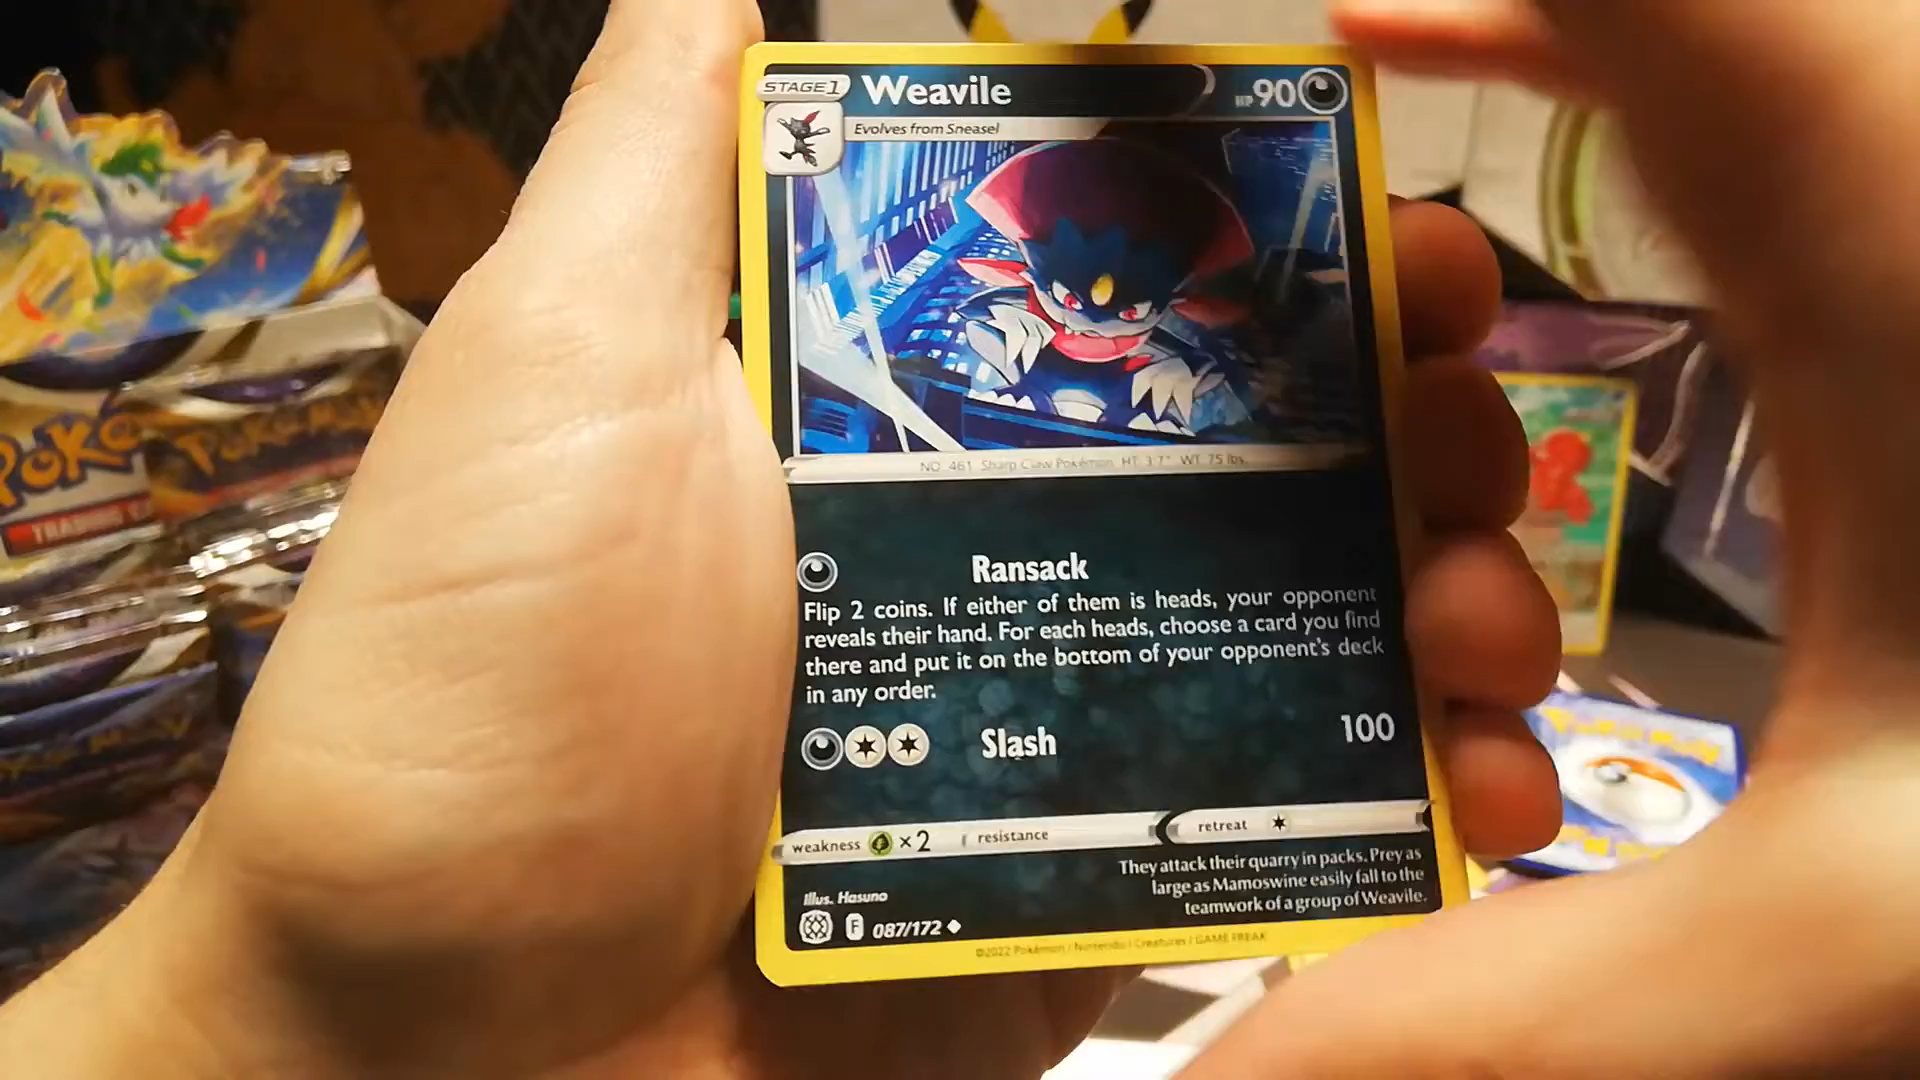 STAGE 1
Weavile
HP 90
Evolves from Sneasel
NO. 461 Sharp Claw Pokémon HT: 3'7" WT: 75 lbs.
Ransack
Flip 2 coins. If either of them is heads, your opponent
reveals their hand. For each heads, choose a card you find
there and put it on the bottom of your opponent's deck
in any order.
Slash 100
weakness ×2 resistance retreat
They attack their quarry in packs. Prey as
large as Mamoswine easily fall to the
teamwork of a group of Weavile.
Illus. Hasuno
F 087/172
©2022 Pokémon / Nintendo / Creatures / GAME FREAK
Poké
TRADING
POKéMON